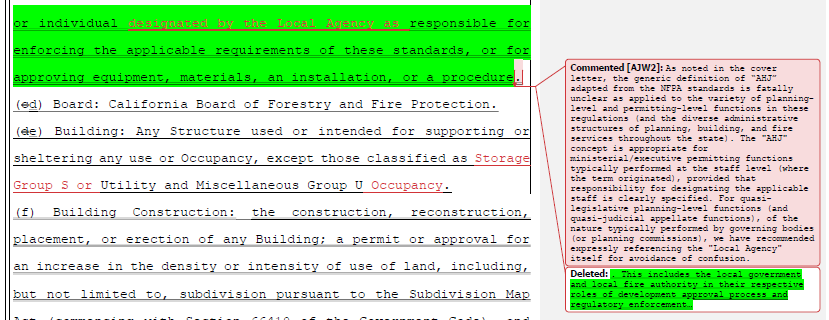 or individual designated by the Local Agency as responsible for
enforcing the applicable requirements of these standards, or for
approving equipment, materials, an installation, or a procedure.
(ed) Board: California Board of Forestry and Fire Protection.
(de) Building: Any Structure used or intended for supporting or
sheltering any use or Occupancy, except those classified as Storage
Group S or Utility and Miscellaneous Group U Occupancy.
(f) Building Construction: the construction, reconstruction,
placement, or erection of any Building; a permit or approval for
an increase in the density or intensity of use of land, including,
but not limited to, subdivision pursuant to the Subdivision Map
Act (commencing with Section 66410 of the Government Code), and
Commented [AJW2]: As noted in the cover
letter, the generic definition of "AHJ"
adapted from the NFPA standards is fatally
unclear as applied to the variety of planning-
level and permitting-level functions in these
regulations (and the diverse administrative
structures of planning, building, and fire
services throughout the state). The "AHJ"
concept is appropriate for
ministerial/executive permitting functions
typically performed at the staff level (where
the term originated), provided that
responsibility for designating the applicable
staff is clearly specified. For quasi-
legislative planning-level functions (and
quasi-judicial appellate functions), of the
nature typically performed by governing bodies
(or planning commissions), we have recommended
expressly referencing the "Local Agency"
itself for avoidance of confusion.
Deleted: . This includes the local government
and local fire authority in their respective
roles of development approval process and
regulatory enforcement.